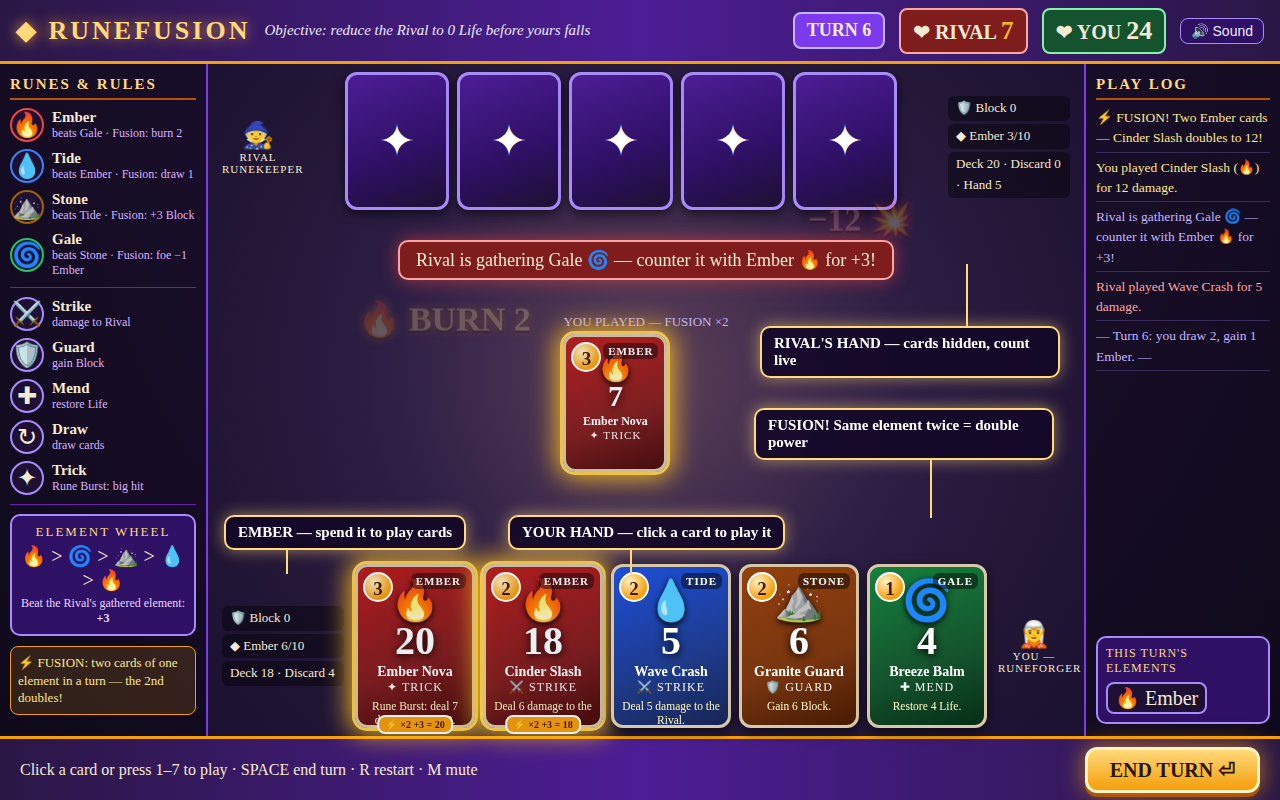 ◆ RUNEFUSION
Objective: reduce the Rival to 0 Life before yours falls
TURN 6
❤ RIVAL 7
❤ YOU 24
🔊 Sound
RUNES & RULES
🔥 Ember
beats Gale · Fusion: burn 2
💧 Tide
beats Ember · Fusion: draw 1
⛰️ Stone
beats Tide · Fusion: +3 Block
🌀 Gale
beats Stone · Fusion: foe −1
Ember
⚔️ Strike
damage to Rival
🛡️ Guard
gain Block
✚ Mend
restore Life
↻ Draw
draw cards
✦ Trick
Rune Burst: big hit
ELEMENT WHEEL
🔥 > 🌀 > ⛰️ > 💧
> 🔥
Beat the Rival's gathered element:
+3
⚡ FUSION: two cards of one
element in a turn — the 2nd
doubles!
🧙 RIVAL
RUNEKEEPER
✦ ✦ ✦ ✦ ✦
🛡️ Block 0
◆ Ember 3/10
Deck 20 · Discard 0
· Hand 5
−12 💥
Rival is gathering Gale 🌀 — counter it with Ember 🔥 for +3!
🔥 BURN 2
YOU PLAYED — FUSION ×2
3
EMBER
🔥
7
Ember Nova
✦ TRICK
RIVAL'S HAND — cards hidden, count
live
FUSION! Same element twice = double
power
EMBER — spend it to play cards
YOUR HAND — click a card to play it
🛡️ Block 0
◆ Ember 6/10
Deck 18 · Discard 4
3
EMBER
🔥
20
Ember Nova
✦ TRICK
Rune Burst: deal 7
⚡ ×2 +3 = 20
2
EMBER
🔥
18
Cinder Slash
⚔️ STRIKE
Deal 6 damage to the
⚡ ×2 +3 = 18
2
TIDE
💧
5
Wave Crash
⚔️ STRIKE
Deal 5 damage to the
Rival.
2
STONE
⛰️
6
Granite Guard
🛡️ GUARD
Gain 6 Block.
1
GALE
🌀
4
Breeze Balm
✚ MEND
Restore 4 Life.
🧝 YOU —
RUNEFORGER
PLAY LOG
⚡ FUSION! Two Ember cards
— Cinder Slash doubles to 12!
You played Cinder Slash (🔥)
for 12 damage.
Rival is gathering Gale 🌀 —
counter it with Ember 🔥 for
+3!
Rival played Wave Crash for 5
damage.
— Turn 6: you draw 2, gain 1
Ember. —
THIS TURN'S
ELEMENTS
🔥 Ember
Click a card or press 1–7 to play · SPACE end turn · R restart · M mute
END TURN ⏎